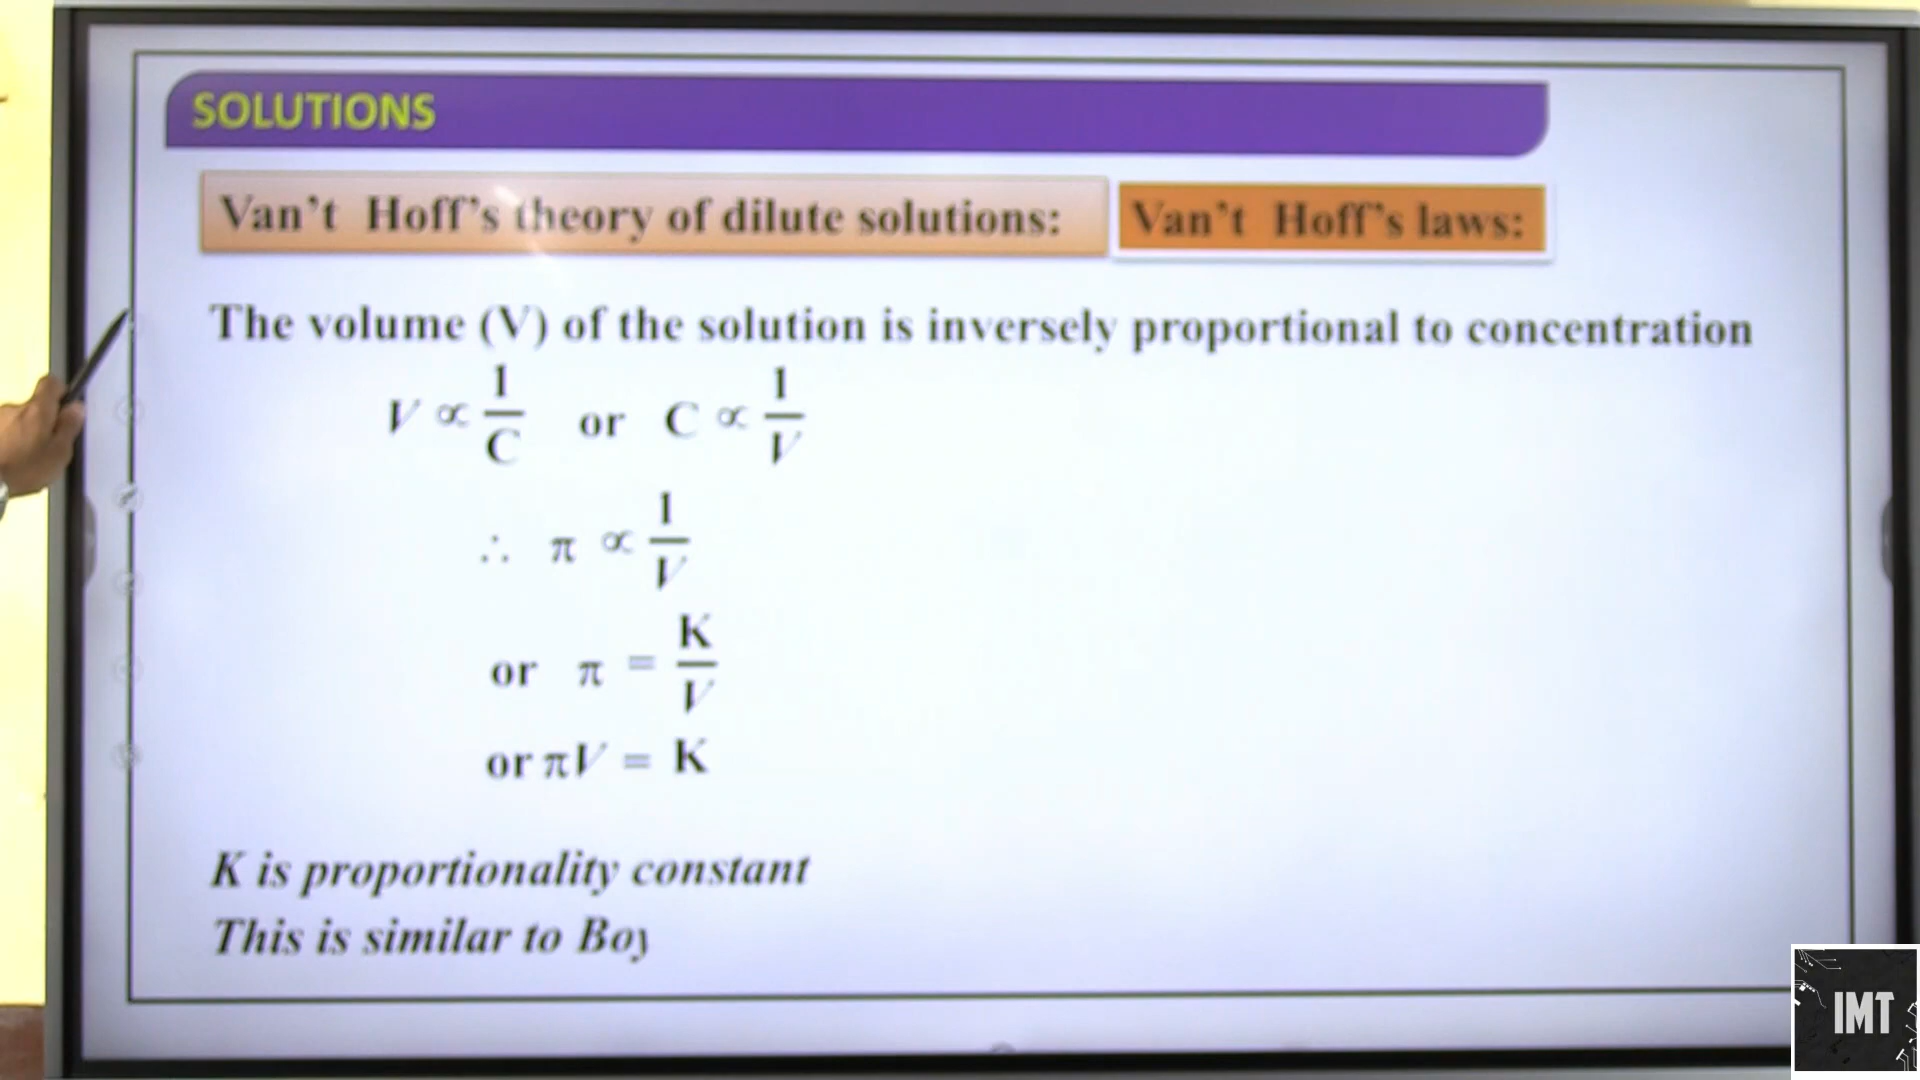 SOLUTIONS
Van't Hoff's theory of dilute solutions: Van't Hoff's laws:
The volume (V) of the solution is inversely proportional to concentration
V ∝ 1/C or C ∝ 1/V
∴ π ∝ 1/V
or π = K/V
or πV = K
K is proportionality constant
This is similar to Boy
IMT